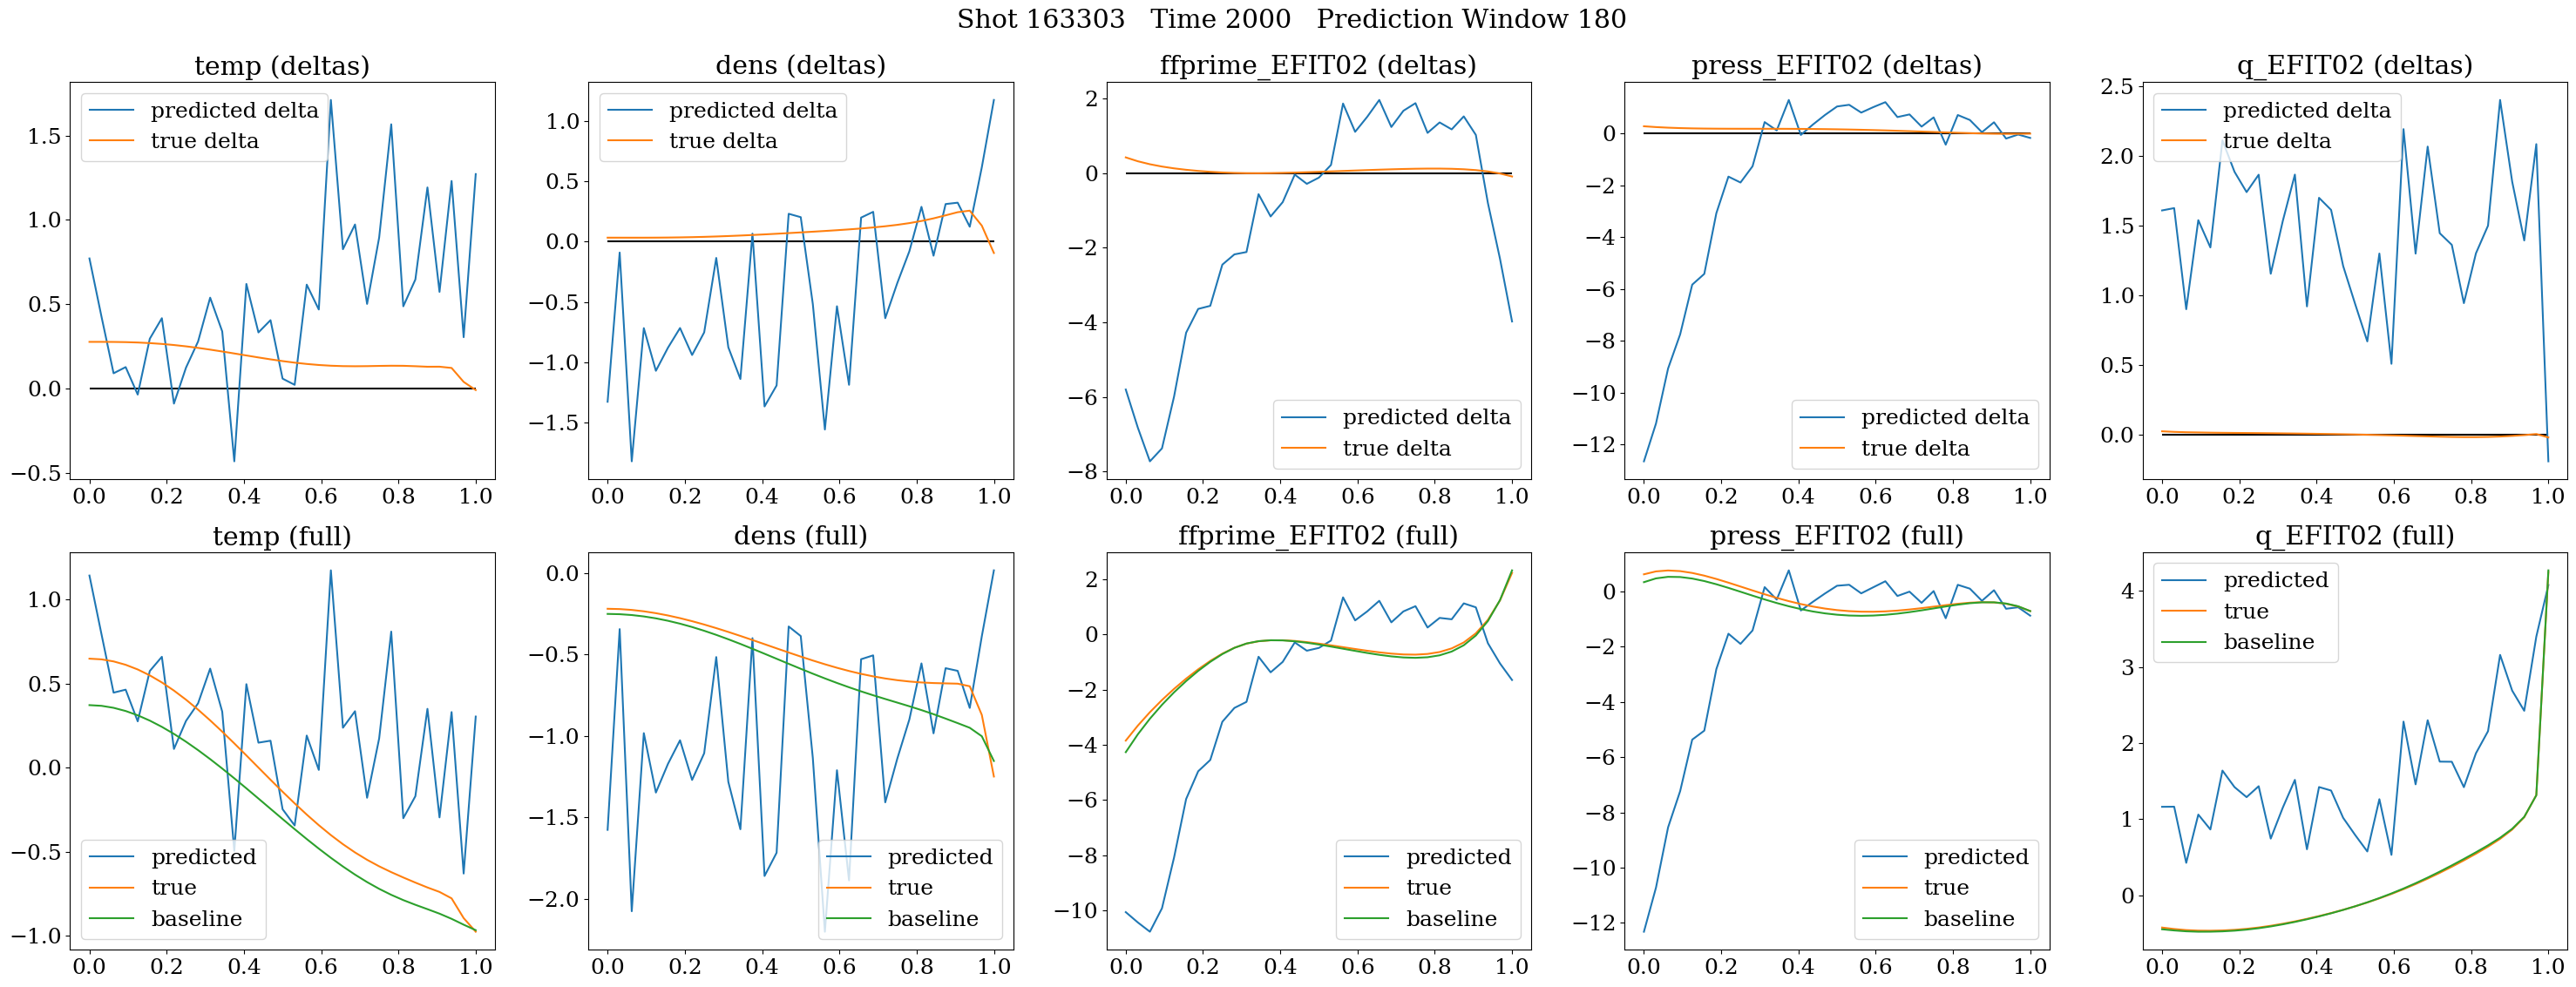 Shot 163303   Time 2000   Prediction Window 180
temp (deltas)
predicted delta
true delta
1.5
1.0
0.5
0.0
−0.5
0.0 0.2 0.4 0.6 0.8 1.0
dens (deltas)
predicted delta
true delta
1.0
0.5
0.0
−0.5
−1.0
−1.5
0.0 0.2 0.4 0.6 0.8 1.0
ffprime_EFIT02 (deltas)
2
0
−2
−4
−6
−8
predicted delta
true delta
0.0 0.2 0.4 0.6 0.8 1.0
press_EFIT02 (deltas)
0
−2
−4
−6
−8
−10
−12
predicted delta
true delta
0.0 0.2 0.4 0.6 0.8 1.0
q_EFIT02 (deltas)
predicted delta
true delta
2.5
2.0
1.5
1.0
0.5
0.0
0.0 0.2 0.4 0.6 0.8 1.0
temp (full)
1.0
0.5
0.0
−0.5
−1.0
predicted
true
baseline
0.0 0.2 0.4 0.6 0.8 1.0
dens (full)
0.0
−0.5
−1.0
−1.5
−2.0
predicted
true
baseline
0.0 0.2 0.4 0.6 0.8 1.0
ffprime_EFIT02 (full)
2
0
−2
−4
−6
−8
−10
predicted
true
baseline
0.0 0.2 0.4 0.6 0.8 1.0
press_EFIT02 (full)
0
−2
−4
−6
−8
−10
−12
predicted
true
baseline
0.0 0.2 0.4 0.6 0.8 1.0
q_EFIT02 (full)
predicted
true
baseline
4
3
2
1
0
0.0 0.2 0.4 0.6 0.8 1.0